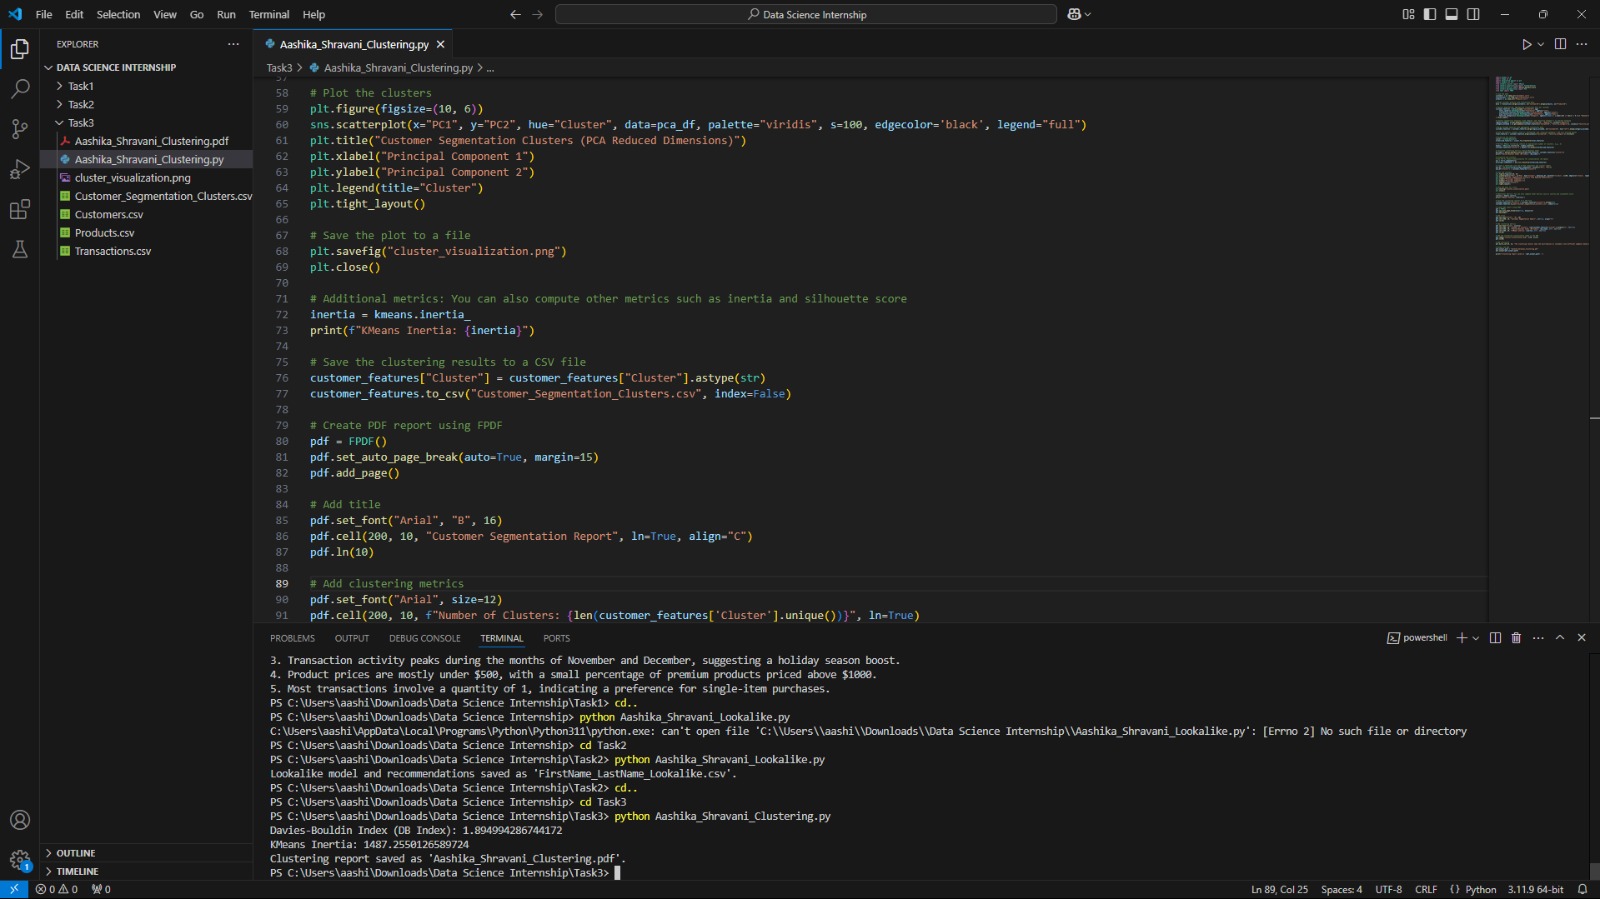 File Edit Selection View Go Run Terminal Help
Data Science Internship
EXPLORER
DATA SCIENCE INTERNSHIP
Task1
Task2
Task3
Aashika_Shravani_Clustering.pdf
Aashika_Shravani_Clustering.py
cluster_visualization.png
Customer_Segmentation_Clusters.csv
Customers.csv
Products.csv
Transactions.csv
OUTLINE
TIMELINE
Aashika_Shravani_Clustering.py
Task3 > Aashika_Shravani_Clustering.py > ...
57
58 # Plot the clusters
59 plt.figure(figsize=(10, 6))
60 sns.scatterplot(x="PC1", y="PC2", hue="Cluster", data=pca_df, palette="viridis", s=100, edgecolor='black', legend="full")
61 plt.title("Customer Segmentation Clusters (PCA Reduced Dimensions)")
62 plt.xlabel("Principal Component 1")
63 plt.ylabel("Principal Component 2")
64 plt.legend(title="Cluster")
65 plt.tight_layout()
66
67 # Save the plot to a file
68 plt.savefig("cluster_visualization.png")
69 plt.close()
70
71 # Additional metrics: You can also compute other metrics such as inertia and silhouette score
72 inertia = kmeans.inertia_
73 print(f"KMeans Inertia: {inertia}")
74
75 # Save the clustering results to a CSV file
76 customer_features["Cluster"] = customer_features["Cluster"].astype(str)
77 customer_features.to_csv("Customer_Segmentation_Clusters.csv", index=False)
78
79 # Create PDF report using FPDF
80 pdf = FPDF()
81 pdf.set_auto_page_break(auto=True, margin=15)
82 pdf.add_page()
83
84 # Add title
85 pdf.set_font("Arial", "B", 16)
86 pdf.cell(200, 10, "Customer Segmentation Report", ln=True, align="C")
87 pdf.ln(10)
88
89 # Add clustering metrics
90 pdf.set_font("Arial", size=12)
91 pdf.cell(200, 10, f"Number of Clusters: {len(customer_features['Cluster'].unique())}", ln=True)
PROBLEMS OUTPUT DEBUG CONSOLE TERMINAL PORTS
powershell
3. Transaction activity peaks during the months of November and December, suggesting a holiday season boost.
4. Product prices are mostly under $500, with a small percentage of premium products priced above $1000.
5. Most transactions involve a quantity of 1, indicating a preference for single-item purchases.
PS C:\Users\aashi\Downloads\Data Science Internship\Task1> cd..
PS C:\Users\aashi\Downloads\Data Science Internship> python Aashika_Shravani_Lookalike.py
C:\Users\aashi\AppData\Local\Programs\Python\Python311\python.exe: can't open file 'C:\\Users\\aashi\\Downloads\\Data Science Internship\\Aashika_Shravani_Lookalike.py': [Errno 2] No such file or directory
PS C:\Users\aashi\Downloads\Data Science Internship> cd Task2
PS C:\Users\aashi\Downloads\Data Science Internship\Task2> python Aashika_Shravani_Lookalike.py
Lookalike model and recommendations saved as 'FirstName_LastName_Lookalike.csv'.
PS C:\Users\aashi\Downloads\Data Science Internship\Task2> cd..
PS C:\Users\aashi\Downloads\Data Science Internship> cd Task3
PS C:\Users\aashi\Downloads\Data Science Internship\Task3> python Aashika_Shravani_Clustering.py
Davies-Bouldin Index (DB Index): 1.894994286744172
KMeans Inertia: 1487.2550126589724
Clustering report saved as 'Aashika_Shravani_Clustering.pdf'.
PS C:\Users\aashi\Downloads\Data Science Internship\Task3>
1
0 0 0
Ln 89, Col 25 Spaces: 4 UTF-8 CRLF {} Python 3.11.9 64-bit